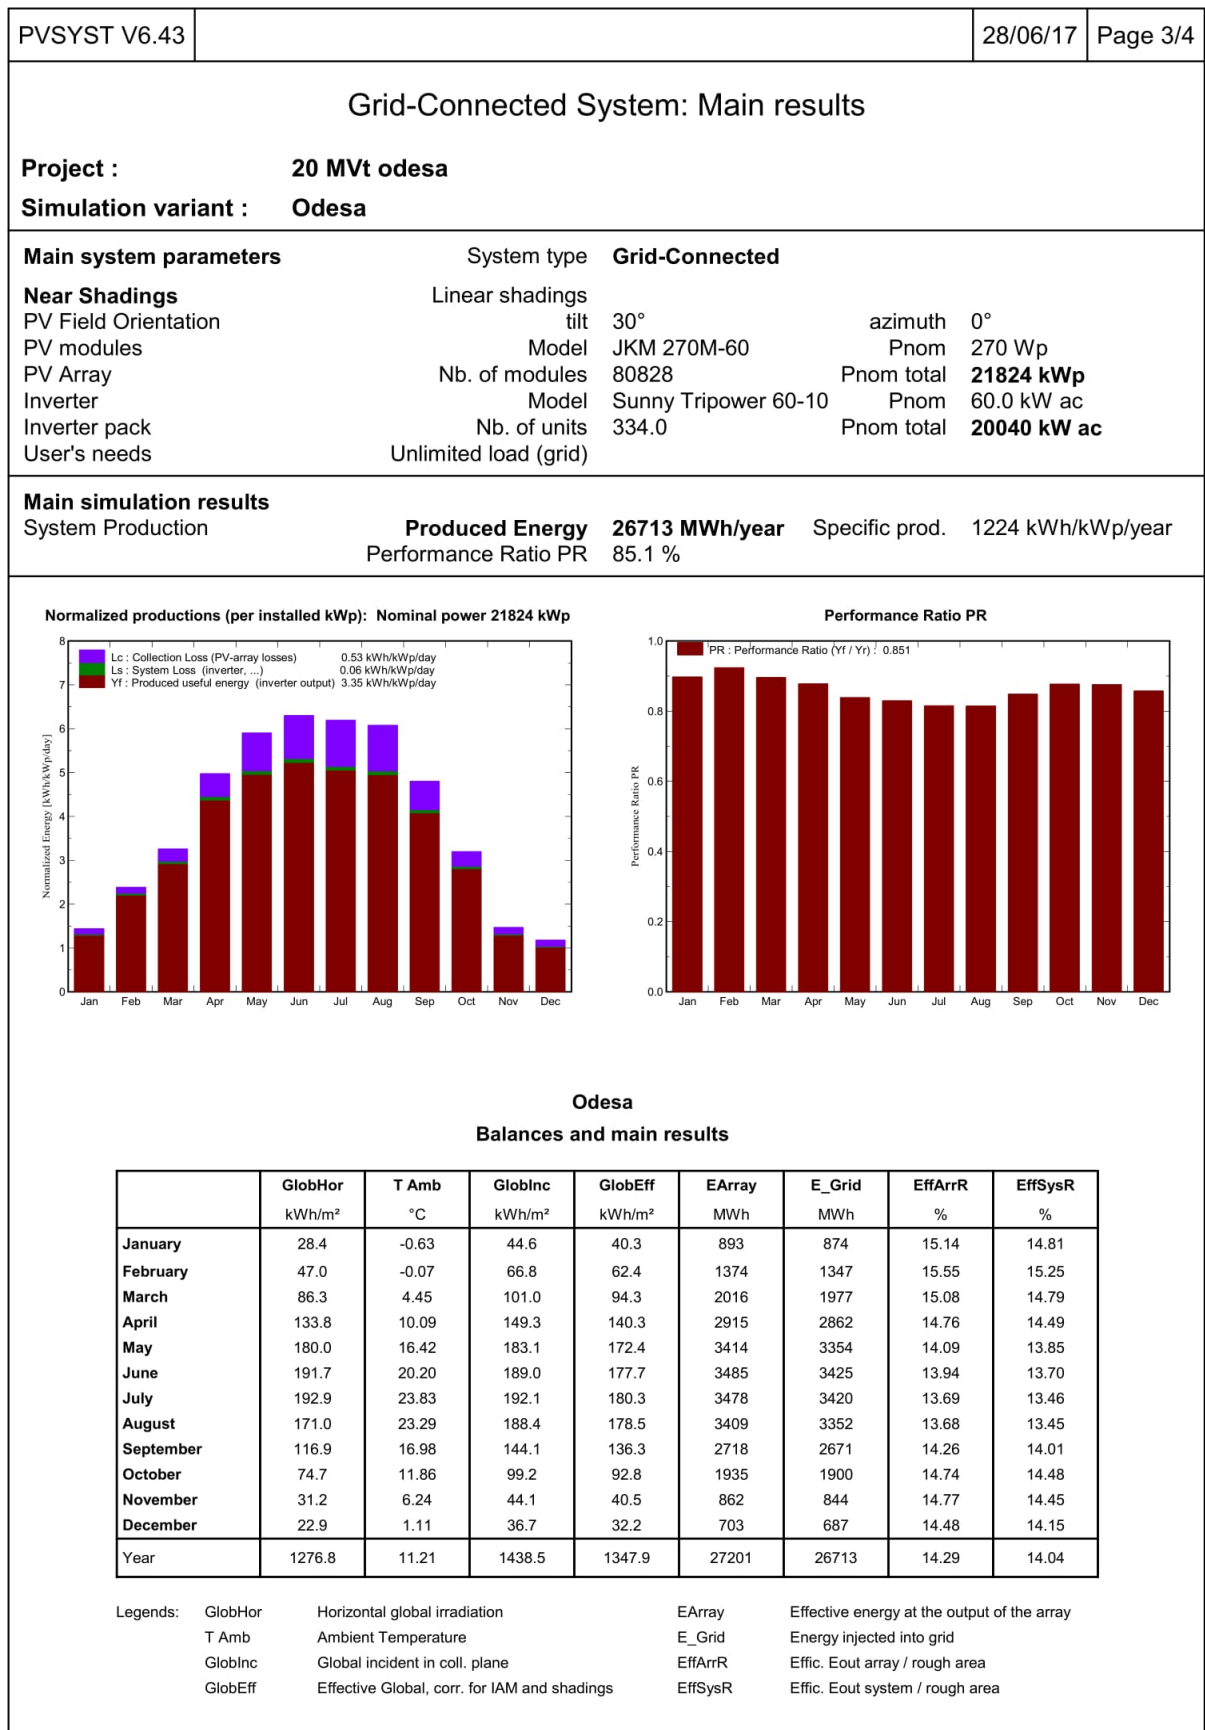 PVSYST V6.43 28/06/17 Page 3/4
Grid-Connected System: Main results
Project : 20 MVt odesa
Simulation variant : Odesa
Main system parameters System type Grid-Connected
Near Shadings Linear shadings
PV Field Orientation tilt 30° azimuth 0°
PV modules Model JKM 270M-60 Pnom 270 Wp
PV Array Nb. of modules 80828 Pnom total 21824 kWp
Inverter Model Sunny Tripower 60-10 Pnom 60.0 kW ac
Inverter pack Nb. of units 334.0 Pnom total 20040 kW ac
User's needs Unlimited load (grid)
Main simulation results
System Production Produced Energy 26713 MWh/year Specific prod. 1224 kWh/kWp/year
Performance Ratio PR 85.1 %
Normalized productions (per installed kWp): Nominal power 21824 kWp
Lc : Collection Loss (PV-array losses) 0.53 kWh/kWp/day
Ls : System Loss (inverter, ...) 0.06 kWh/kWp/day
Yf : Produced useful energy (inverter output) 3.35 kWh/kWp/day
Normalized Energy [kWh/kWp/day]
8
7
6
5
4
3
2
1
0
Jan Feb Mar Apr May Jun Jul Aug Sep Oct Nov Dec
Performance Ratio PR
PR : Performance Ratio (Yf / Yr) : 0.851
Performance Ratio PR
1.0
0.8
0.6
0.4
0.2
0.0
Jan Feb Mar Apr May Jun Jul Aug Sep Oct Nov Dec
Odesa
Balances and main results
GlobHor T Amb GlobInc GlobEff EArray E_Grid EffArrR EffSysR
kWh/m² °C kWh/m² kWh/m² MWh MWh % %
January 28.4 -0.63 44.6 40.3 893 874 15.14 14.81
February 47.0 -0.07 66.8 62.4 1374 1347 15.55 15.25
March 86.3 4.45 101.0 94.3 2016 1977 15.08 14.79
April 133.8 10.09 149.3 140.3 2915 2862 14.76 14.49
May 180.0 16.42 183.1 172.4 3414 3354 14.09 13.85
June 191.7 20.20 189.0 177.7 3485 3425 13.94 13.70
July 192.9 23.83 192.1 180.3 3478 3420 13.69 13.46
August 171.0 23.29 188.4 178.5 3409 3352 13.68 13.45
September 116.9 16.98 144.1 136.3 2718 2671 14.26 14.01
October 74.7 11.86 99.2 92.8 1935 1900 14.74 14.48
November 31.2 6.24 44.1 40.5 862 844 14.77 14.45
December 22.9 1.11 36.7 32.2 703 687 14.48 14.15
Year 1276.8 11.21 1438.5 1347.9 27201 26713 14.29 14.04
Legends: GlobHor Horizontal global irradiation EArray Effective energy at the output of the array
T Amb Ambient Temperature E_Grid Energy injected into grid
GlobInc Global incident in coll. plane EffArrR Effic. Eout array / rough area
GlobEff Effective Global, corr. for IAM and shadings EffSysR Effic. Eout system / rough area